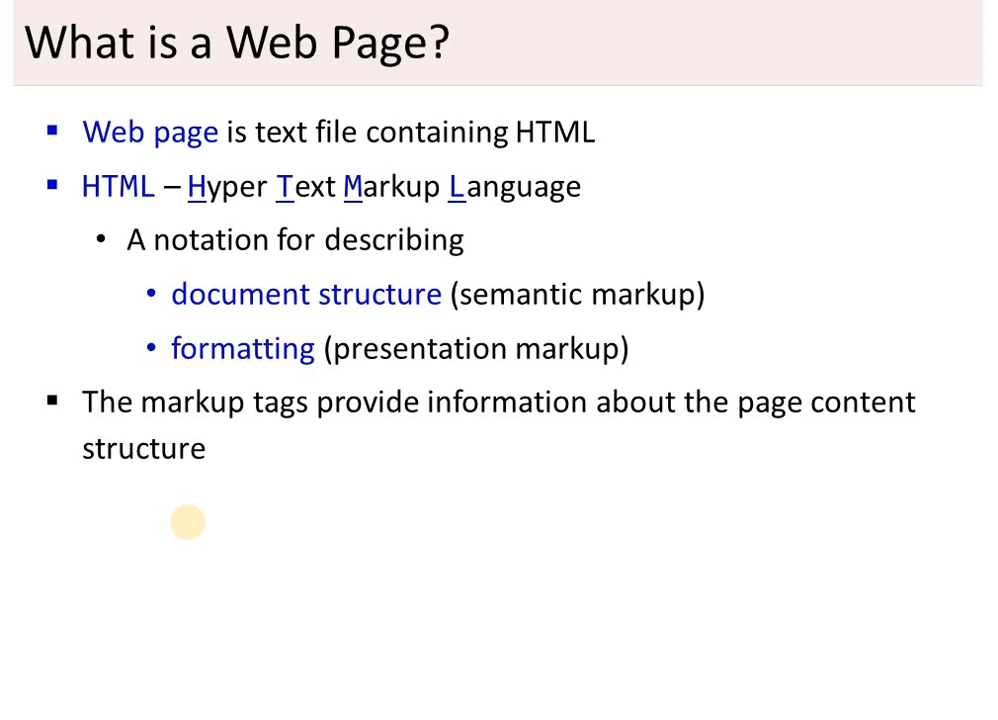 What is a Web Page?
▪ Web page is text file containing HTML
▪ HTML – Hyper Text Markup Language
• A notation for describing
• document structure (semantic markup)
• formatting (presentation markup)
▪ The markup tags provide information about the page content
structure